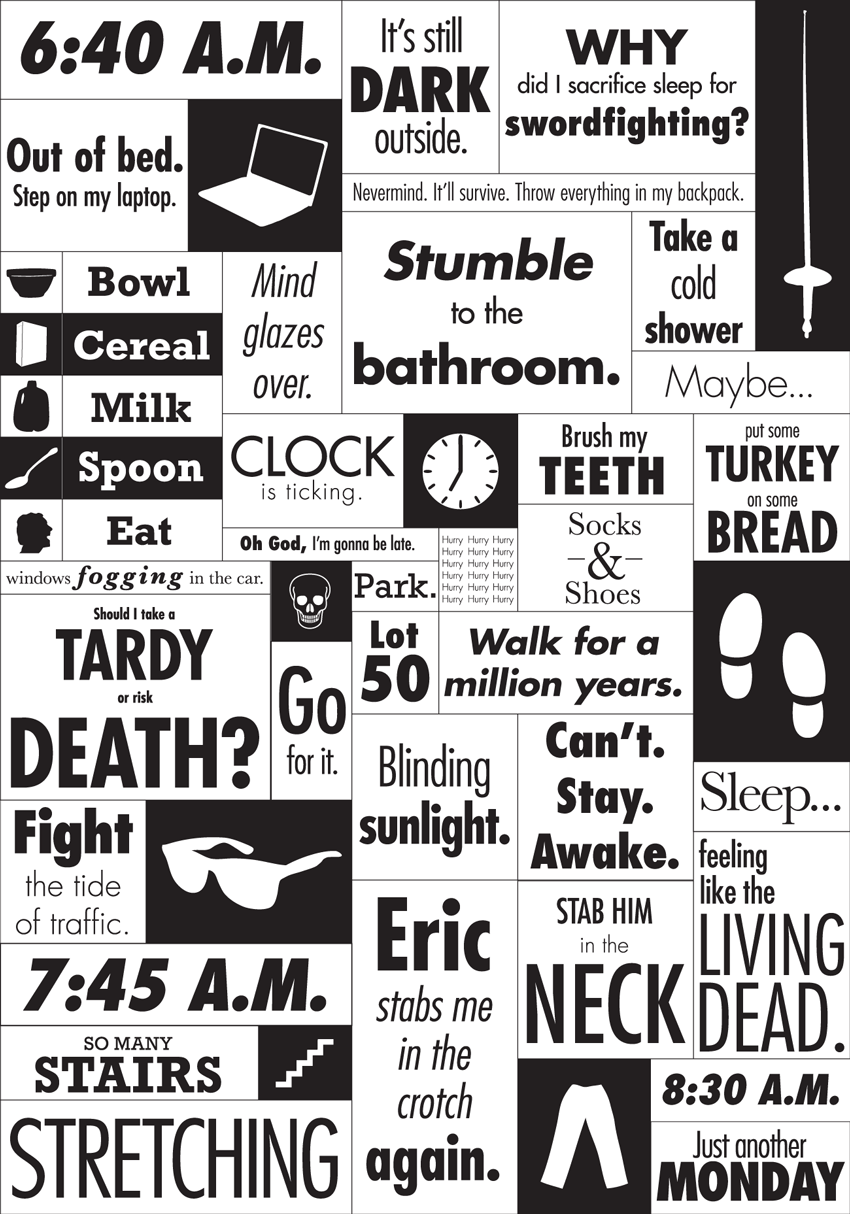 6:40 A.M.
It's still
DARK
outside.
WHY
did I sacrifice sleep for
swordfighting?
Out of bed.
Step on my laptop.
Nevermind. It'll survive. Throw everything in my backpack.
Stumble
to the
bathroom.
Take a
cold
shower
Maybe...
Bowl
Cereal
Milk
Spoon
Eat
Mind
glazes
over.
CLOCK
is ticking.
Brush my
TEETH
put some
TURKEY
on some
BREAD
Socks
&
Shoes
Oh God, I'm gonna be late.
Hurry Hurry Hurry
Hurry Hurry Hurry
Hurry Hurry Hurry
Hurry Hurry Hurry
Hurry Hurry Hurry
Hurry Hurry Hurry
windows fogging in the car.
Should I take a
TARDY
or risk
DEATH?
Go
for it.
Park.
Lot
50
Walk for a
million years.
Fight
the tide
of traffic.
Blinding
sunlight.
Can't.
Stay.
Awake.
Sleep...
7:45 A.M.
SO MANY
STAIRS
STRETCHING
Eric
stabs me
in the
crotch
again.
STAB HIM
in the
NECK
feeling
like the
LIVING
DEAD.
8:30 A.M.
Just another
MONDAY